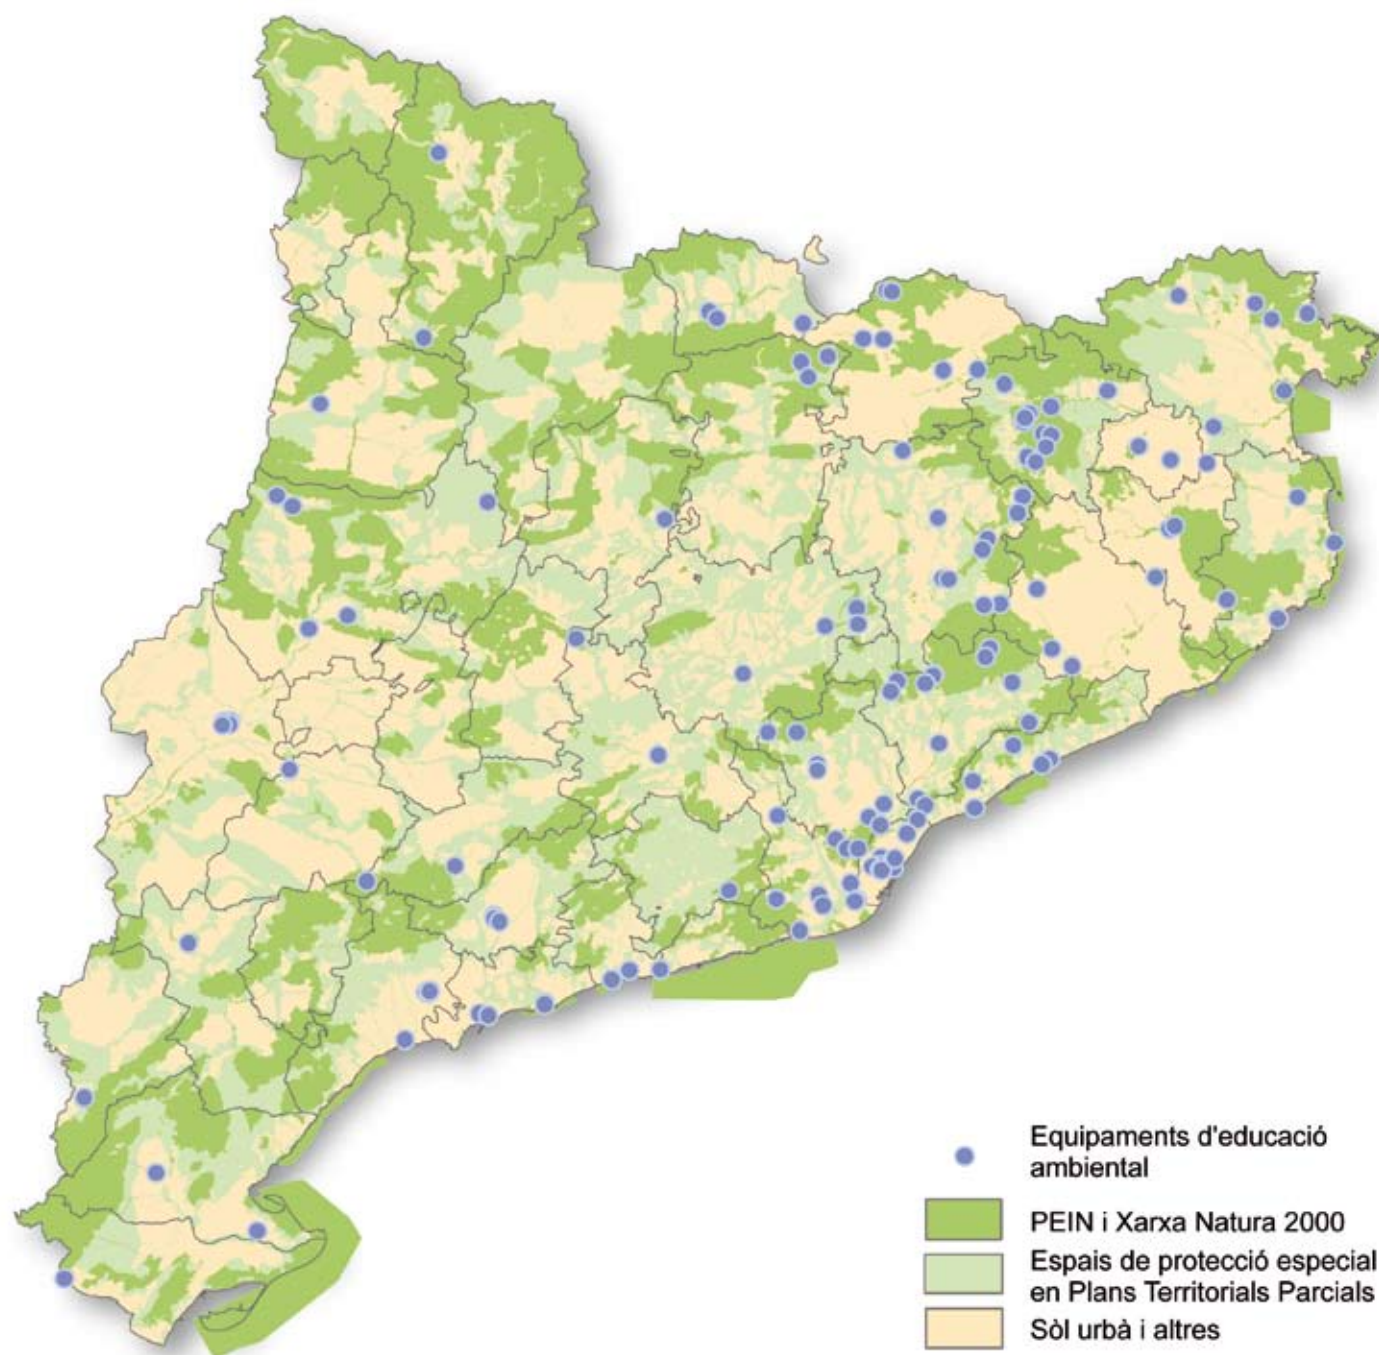 Equipaments d'educació
ambiental
PEIN i Xarxa Natura 2000
Espais de protecció especial
en Plans Territorials Parcials
Sòl urbà i altres